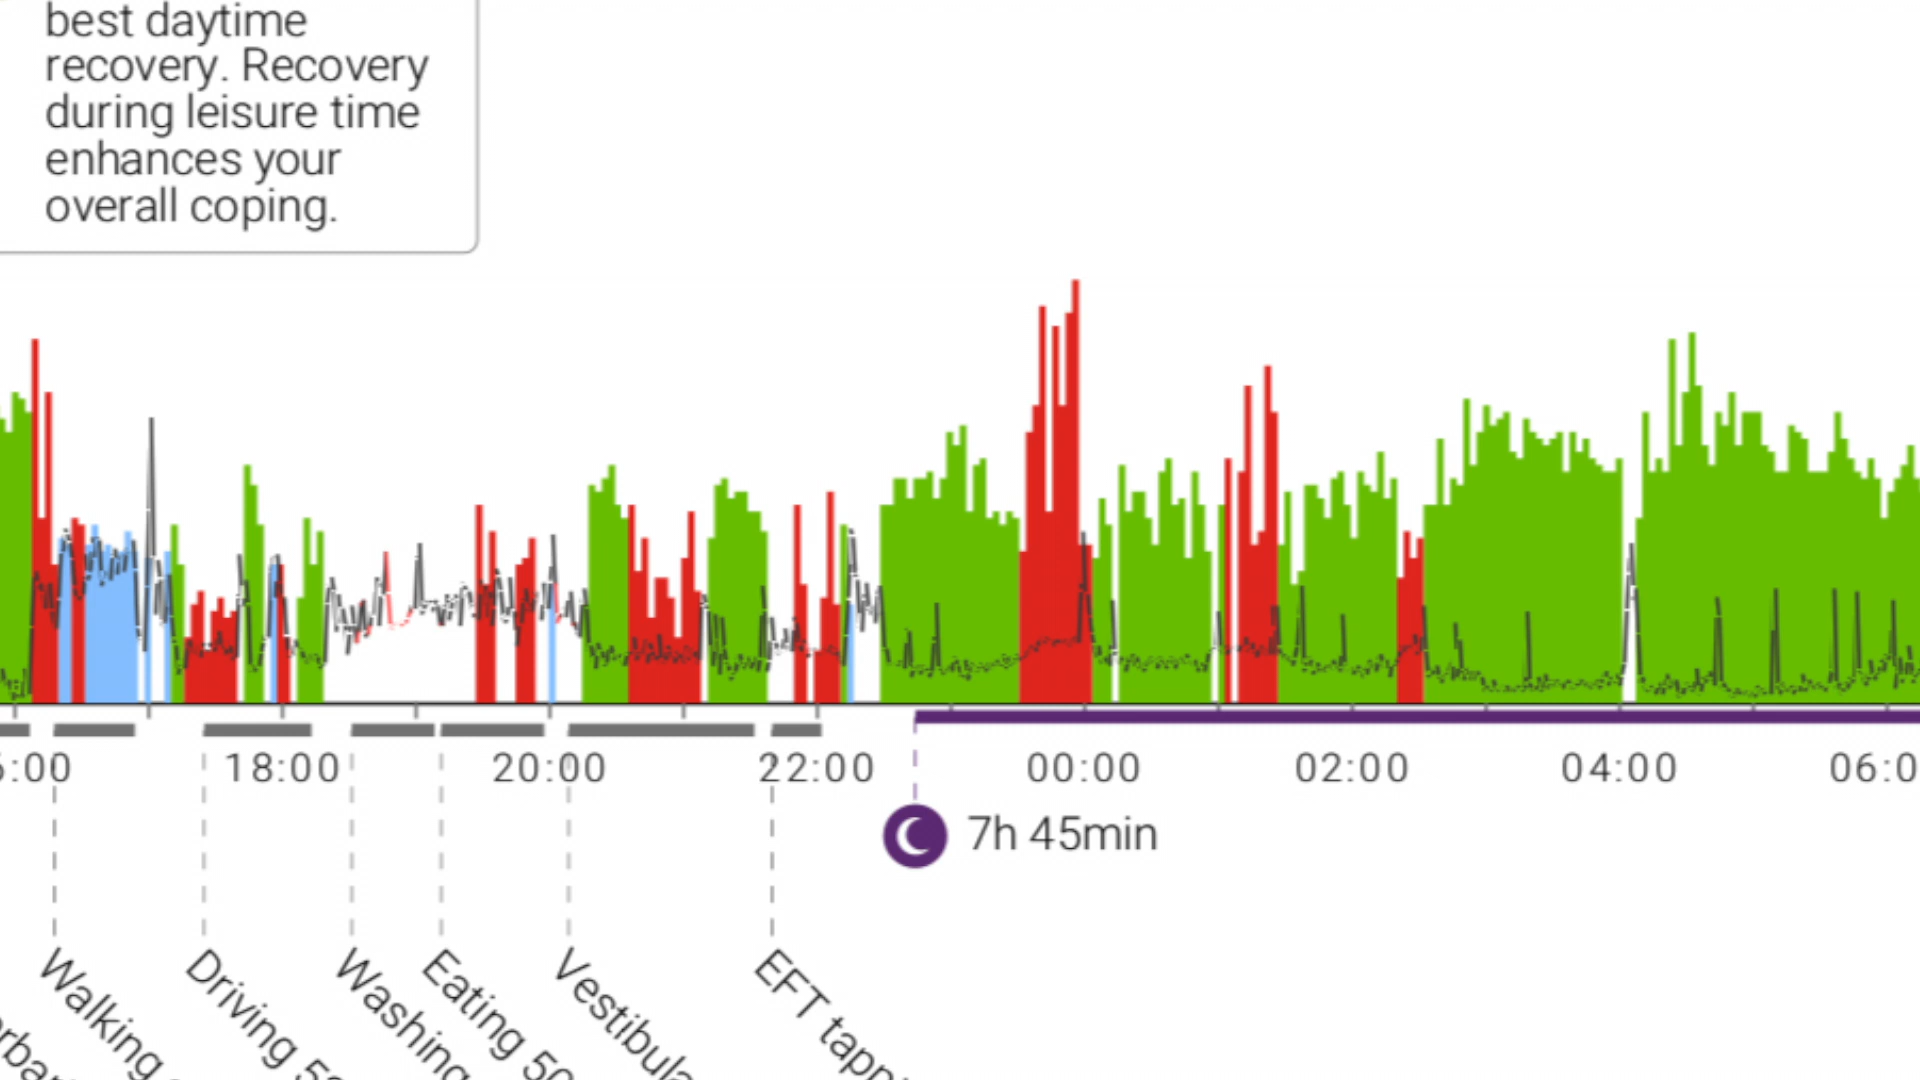 best daytime
recovery. Recovery
during leisure time
enhances your
overall coping.
18:00 20:00 22:00 00:00 02:00 04:00
7h 45min
Walking
Driving
Washing
Eating
EFT